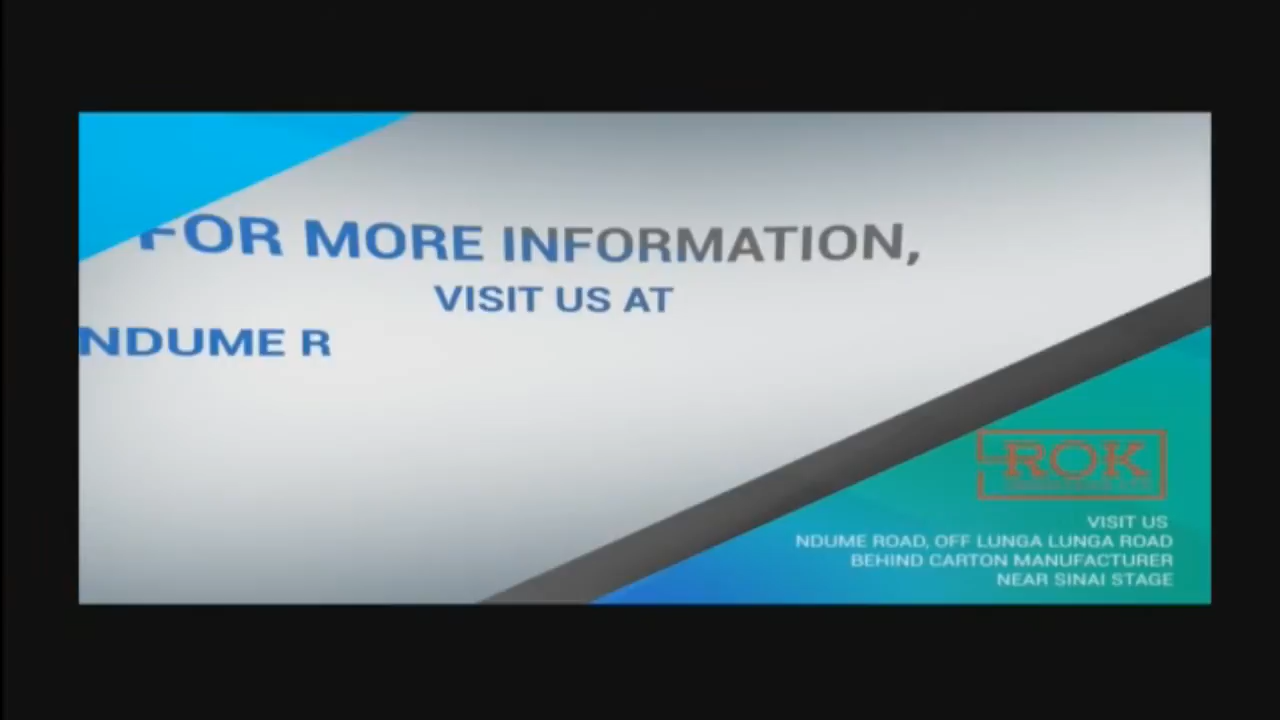 FOR MORE INFORMATION,
VISIT US AT
NDUME R
ROK
VISIT US
NDUME ROAD, OFF LUNGA LUNGA ROAD
BEHIND CARTON MANUFACTURER
NEAR SINAI STAGE